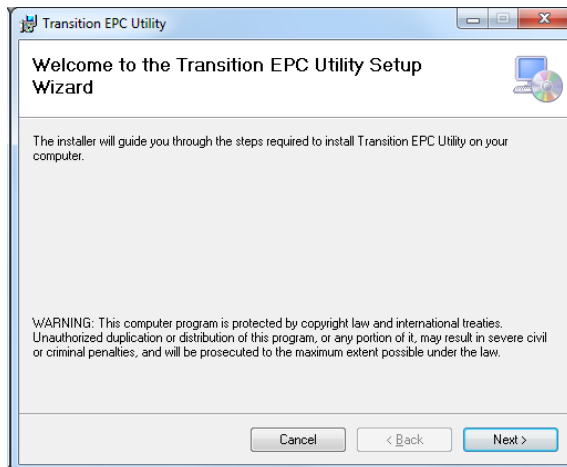 Transition EPC Utility
Welcome to the Transition EPC Utility Setup
Wizard
The installer will guide you through the steps required to install Transition EPC Utility on your
computer.
WARNING: This computer program is protected by copyright law and international treaties.
Unauthorized duplication or distribution of this program, or any portion of it, may result in severe civil
or criminal penalties, and will be prosecuted to the maximum extent possible under the law.
Cancel < Back Next >